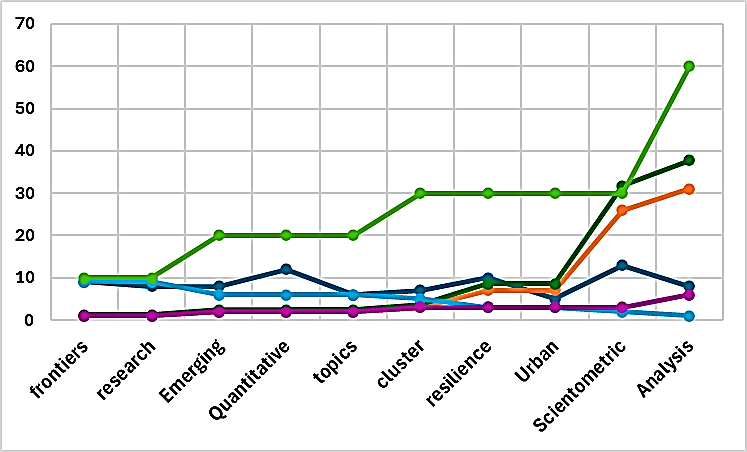 70
60
50
40
30
20
10
0
frontiers
research
Emerging
Quantitative
topics
cluster
resilience
Urban
Scientometric
Analysis